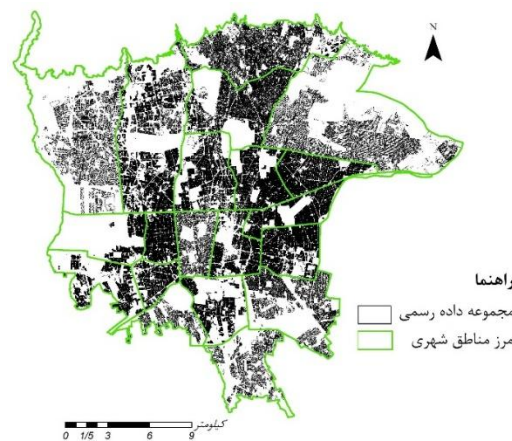 N
راهنما
مجموعه داده رسمی
مرز مناطق شهری
کیلومتر
0 1/5 3 6 9